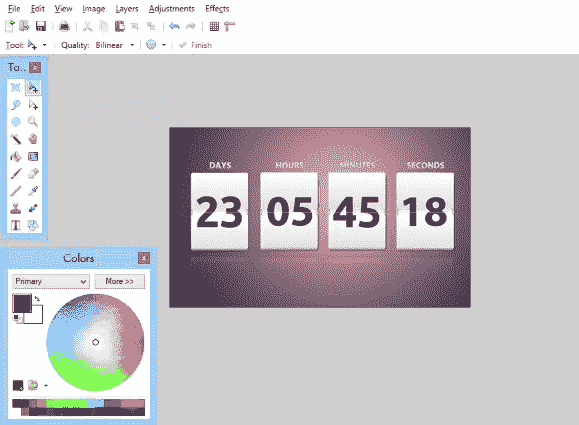 File Edit View Image Layers Adjustments Effects
Tool: Quality: Bilinear Finish
To..
DAYS HOURS MINUTES SECONDS
23 05 45 18
Colors
Primary More >>